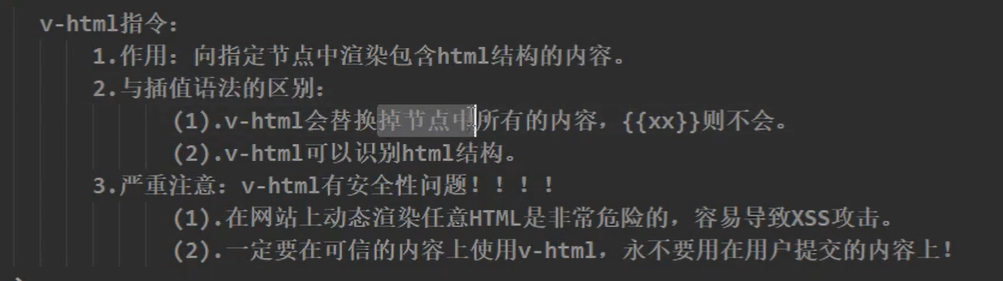 v-html指令：
1.作用：向指定节点中渲染包含html结构的内容。
2.与插值语法的区别：
(1).v-html会替换掉节点中所有的内容，{{xx}}则不会。
(2).v-html可以识别html结构。
3.严重注意：v-html有安全性问题！！！！
(1).在网站上动态渲染任意HTML是非常危险的，容易导致XSS攻击。
(2).一定要在可信的内容上使用v-html，永不要用在用户提交的内容上！